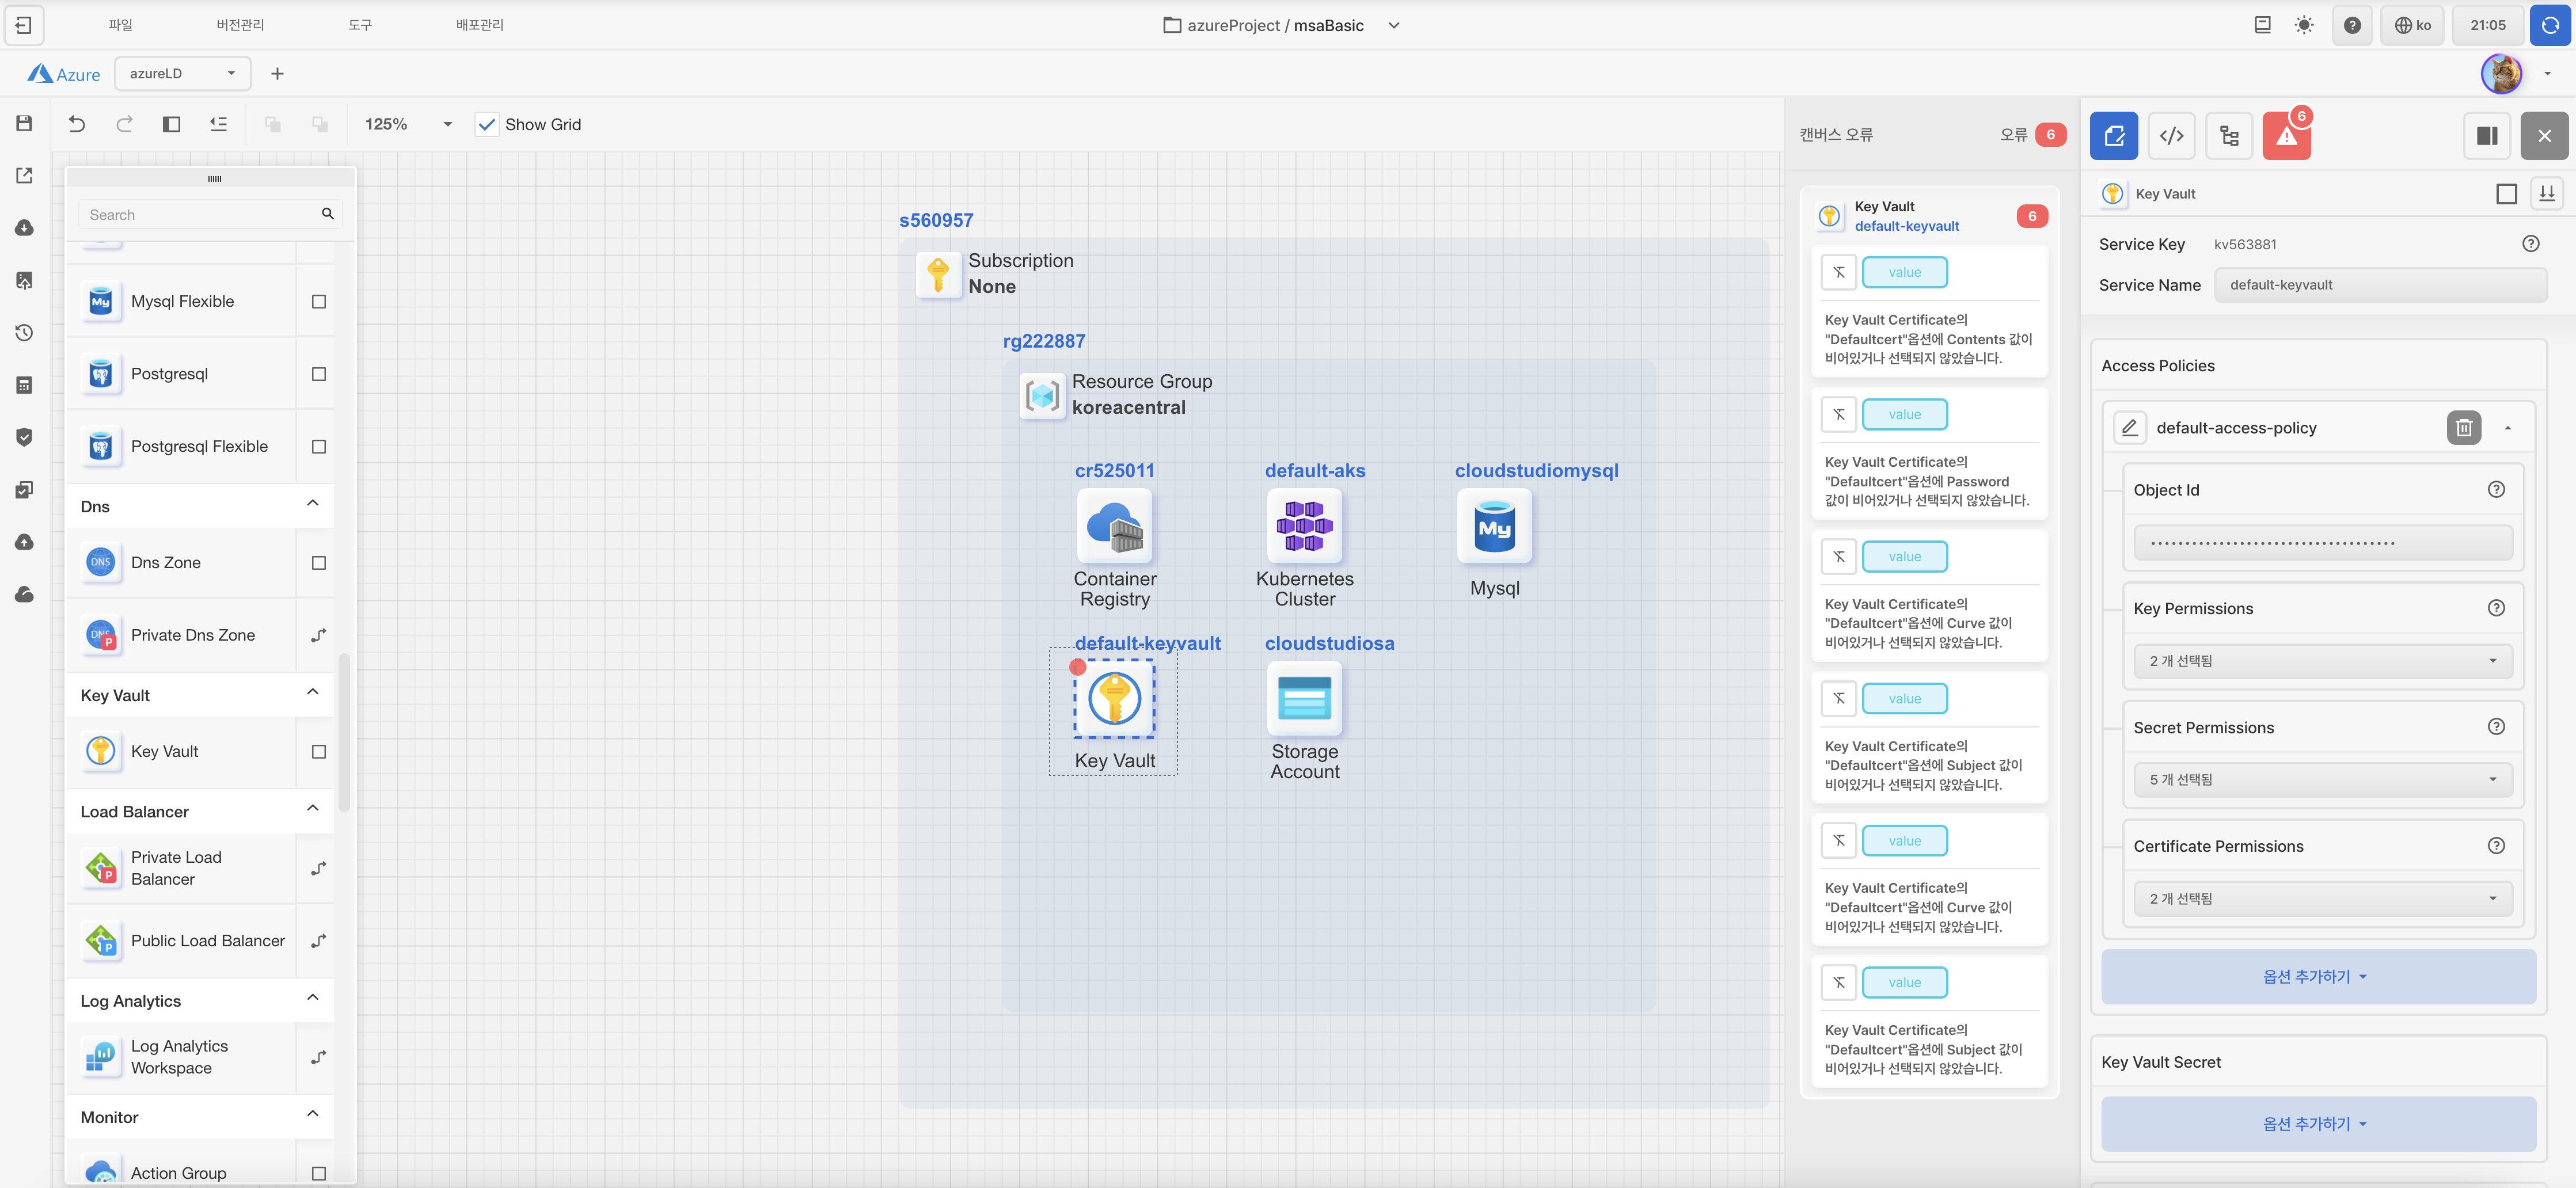 파일
버전관리
도구
배포관리
azureProject / msaBasic
ko
21:05
Azure
azureLD
125%
Show Grid
Search
Mysql Flexible
Postgresql
Postgresql Flexible
Dns
Dns Zone
Private Dns Zone
Key Vault
Key Vault
Load Balancer
Private Load
Balancer
Public Load Balancer
Log Analytics
Log Analytics
Workspace
Monitor
Action Group
s560957
Subscription
None
rg222887
Resource Group
koreacentral
cr525011
Container
Registry
default-aks
Kubernetes
Cluster
cloudstudiomysql
Mysql
default-keyvault
Key Vault
cloudstudiosa
Storage
Account
캔버스 오류
오류 6
Key Vault
default-keyvault
6
value
Key Vault Certificate의
"Defaultcert"옵션에 Contents 값이
비어있거나 선택되지 않았습니다.
value
Key Vault Certificate의
"Defaultcert"옵션에 Password
값이 비어있거나 선택되지 않았습니다.
value
Key Vault Certificate의
"Defaultcert"옵션에 Curve 값이
비어있거나 선택되지 않았습니다.
value
Key Vault Certificate의
"Defaultcert"옵션에 Subject 값이
비어있거나 선택되지 않았습니다.
value
Key Vault Certificate의
"Defaultcert"옵션에 Curve 값이
비어있거나 선택되지 않았습니다.
value
Key Vault Certificate의
"Defaultcert"옵션에 Subject 값이
비어있거나 선택되지 않았습니다.
6
Key Vault
Service Key kv563881
Service Name default-keyvault
Access Policies
default-access-policy
Object Id
Key Permissions
2 개 선택됨
Secret Permissions
5 개 선택됨
Certificate Permissions
2 개 선택됨
옵션 추가하기
Key Vault Secret
옵션 추가하기